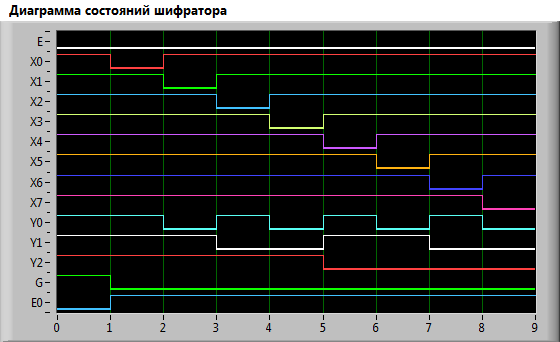 Диаграмма состояний шифратора
E
X0
X1
X2
X3
X4
X5
X6
X7
Y0
Y1
Y2
G
E0
0 1 2 3 4 5 6 7 8 9